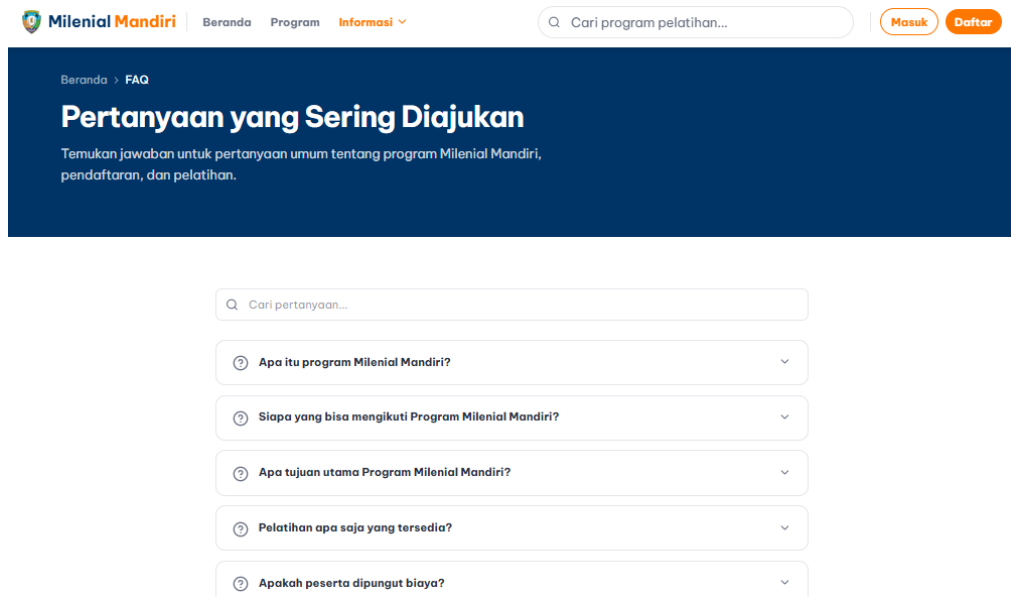 Milenial Mandiri
Beranda
Program
Informasi
Cari program pelatihan...
Masuk
Daftar
Beranda > FAQ
Pertanyaan yang Sering Diajukan
Temukan jawaban untuk pertanyaan umum tentang program Milenial Mandiri,
pendaftaran, dan pelatihan.
Cari pertanyaan...
Apa itu program Milenial Mandiri?
Siapa yang bisa mengikuti Program Milenial Mandiri?
Apa tujuan utama Program Milenial Mandiri?
Pelatihan apa saja yang tersedia?
Apakah peserta dipungut biaya?